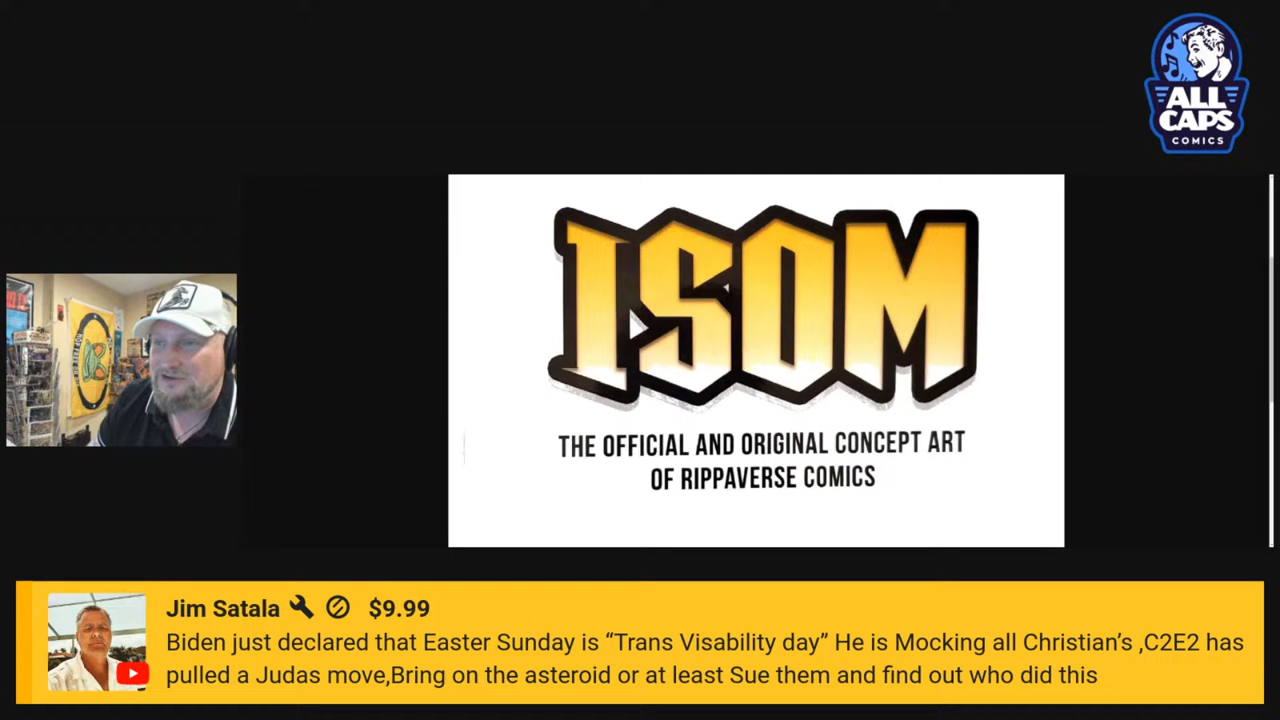 ALL
CAPS
COMICS
ISOM
THE OFFICIAL AND ORIGINAL CONCEPT ART
OF RIPPAVERSE COMICS
Jim Satala $9.99
Biden just declared that Easter Sunday is “Trans Visability day” He is Mocking all Christian’s ,C2E2 has
pulled a Judas move,Bring on the asteroid or at least Sue them and find out who did this